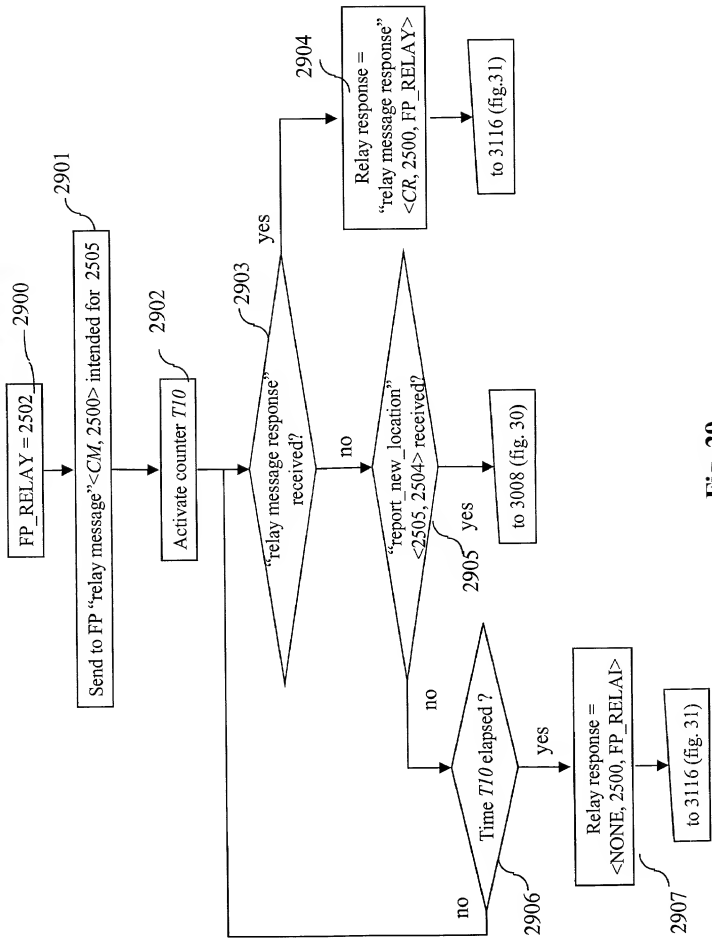 FP_RELAY = 2502
2900
Send to FP “relay message”<CM, 2500> intended for 2505
2901
Activate counter T10
2902
“relay message response”
received?
2903
yes
no
Relay response =
“relay message response”
<CR, 2500, FP_RELAY>
2904
to 3116 (fig.31)
“report_new_location”
<2505, 2504> received?
2905
yes
no
to 3008 (fig. 30)
Time T10 elapsed ?
2906
no
yes
Relay response =
<NONE, 2500, FP_RELAI>
2907
to 3116 (fig. 31)